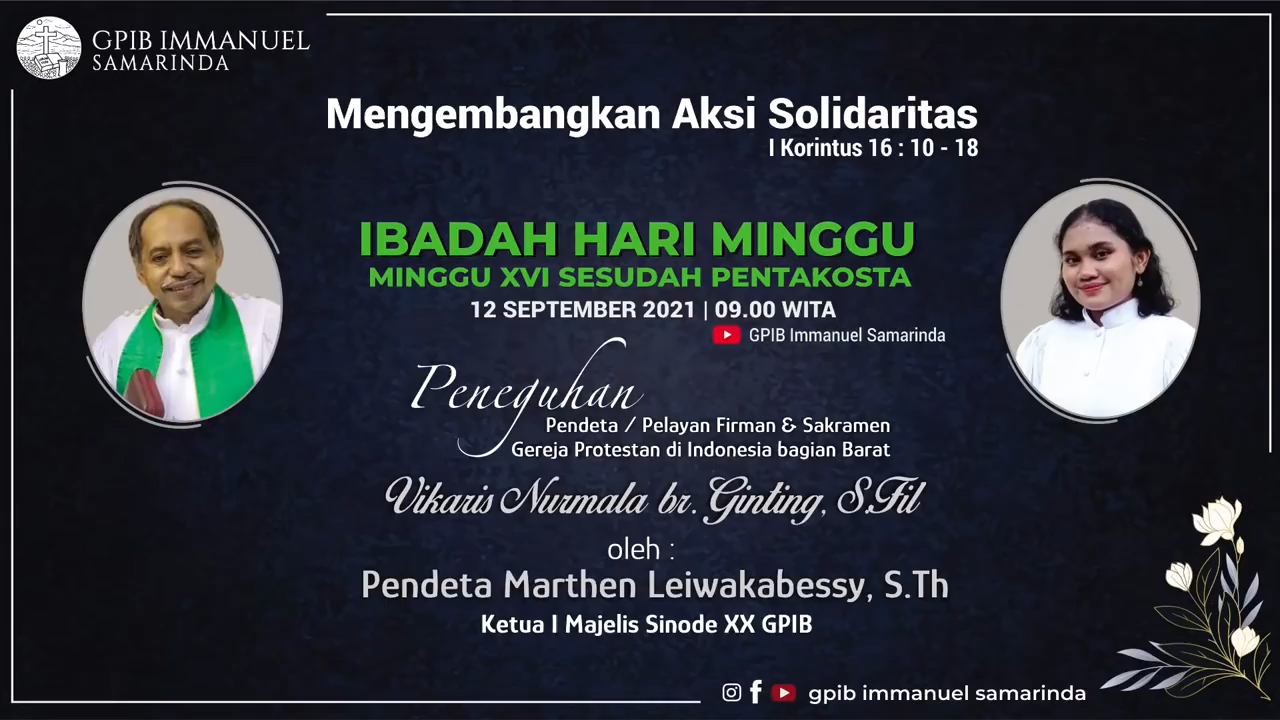 GPIB IMMANUEL
SAMARINDA
Mengembangkan Aksi Solidaritas
I Korintus 16 : 10 - 18
IBADAH HARI MINGGU
MINGGU XVI SESUDAH PENTAKOSTA
12 SEPTEMBER 2021 | 09.00 WITA
GPIB Immanuel Samarinda
Peneguhan
Pendeta / Pelayan Firman & Sakramen
Gereja Protestan di Indonesia bagian Barat
Vikaris Nurmala br. Ginting, S.Fil
oleh :
Pendeta Marthen Leiwakabessy, S.Th
Ketua I Majelis Sinode XX GPIB
gpib immanuel samarinda